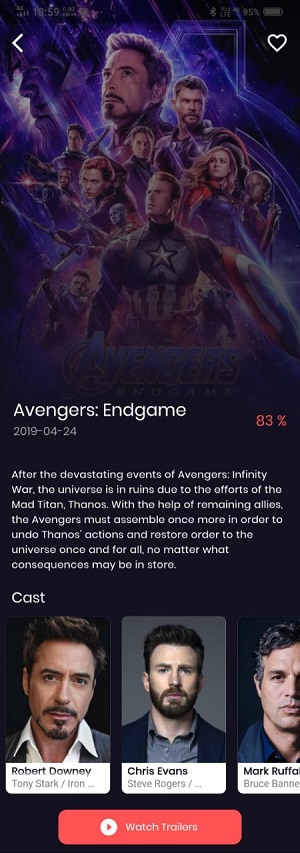 13:59
95%
AVENGERS
ENDGAME
Avengers: Endgame
83 %
2019-04-24
After the devastating events of Avengers: Infinity
War, the universe is in ruins due to the efforts of the
Mad Titan, Thanos. With the help of remaining allies,
the Avengers must assemble once more in order to
undo Thanos' actions and restore order to the
universe once and for all, no matter what
consequences may be in store.
Cast
Robert Downey
Tony Stark / Iron ...
Chris Evans
Steve Rogers / ...
Mark Ruffal
Bruce Banne
Watch Trailers